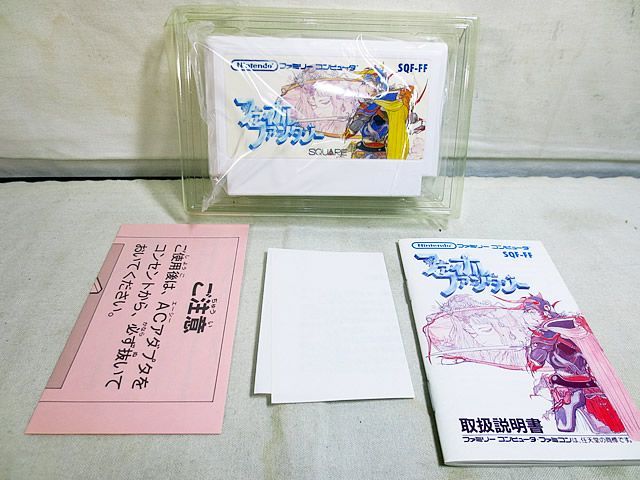 Nintendo ファミリー コンピュータ
SQF-FF
ファイナル
ファンタジー
SQUARE
ご注意
ちゅうい
ご使用後は、ACアダプタを
コンセントから必ず抜いて
おいてください。
Nintendo ファミリー コンピュータ
SQF-FF
ファイナル
ファンタジー
取扱説明書
ファミリーコンピュータ・ファミコンは、任天堂の商標です。